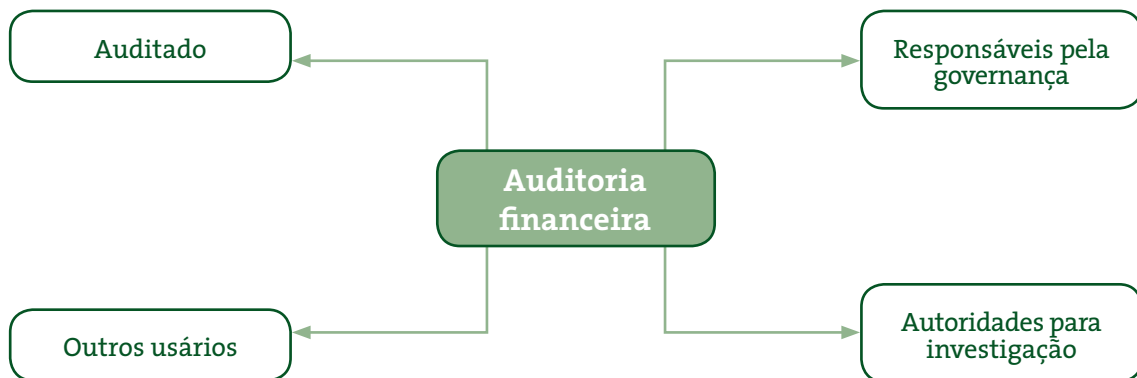 Auditado
Responsáveis pela
governança
Auditoria
financeira
Outros usários
Autoridades para
investigação